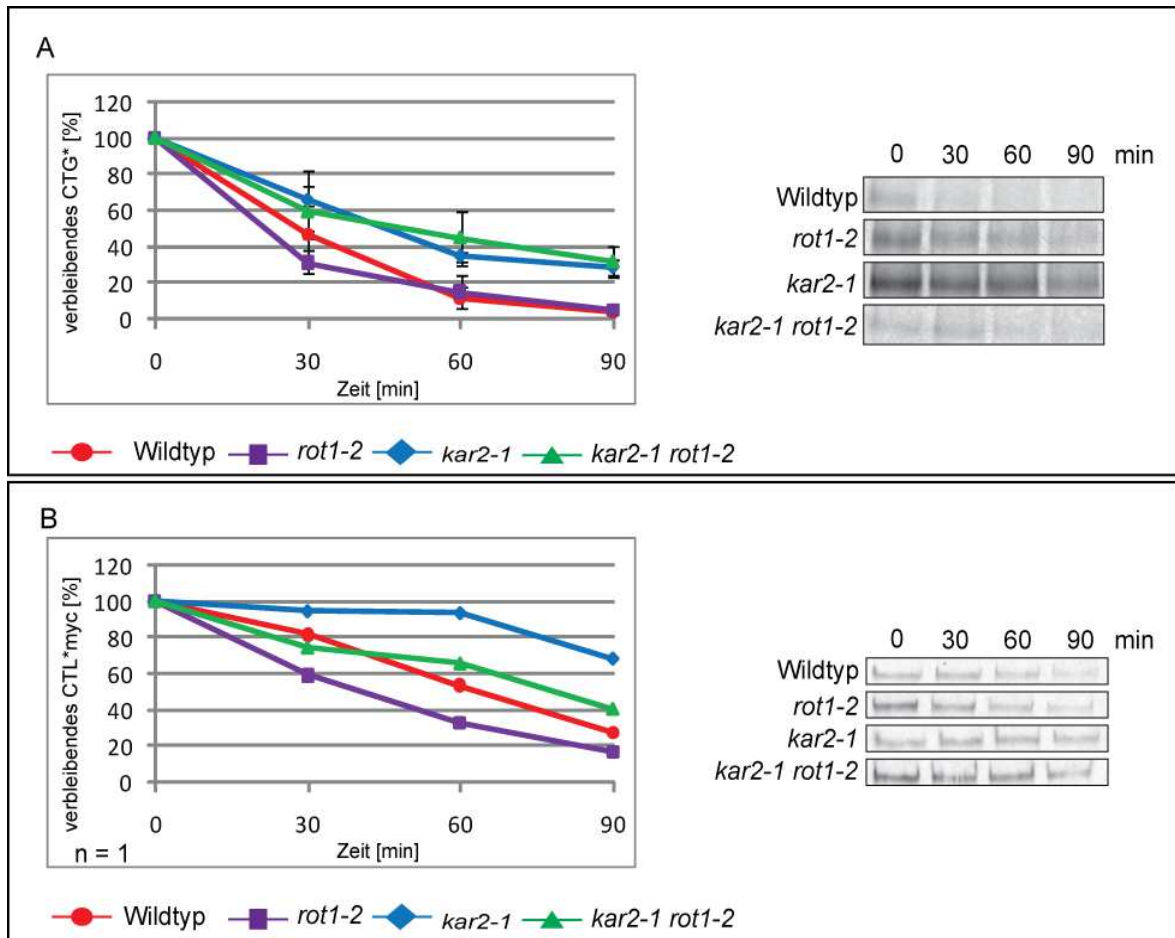 A
verbleibendes CTG* [%]
120
100
80
60
40
20
0
0 30 60 90
Zeit [min]
Wildtyp rot1-2 kar2-1 kar2-1 rot1-2
0 30 60 90 min
Wildtyp
rot1-2
kar2-1
kar2-1 rot1-2
B
verbleibendes CTL*myc [%]
120
100
80
60
40
20
0
0 30 60 90
n = 1 Zeit [min]
Wildtyp rot1-2 kar2-1 kar2-1 rot1-2
0 30 60 90 min
Wildtyp
rot1-2
kar2-1
kar2-1 rot1-2